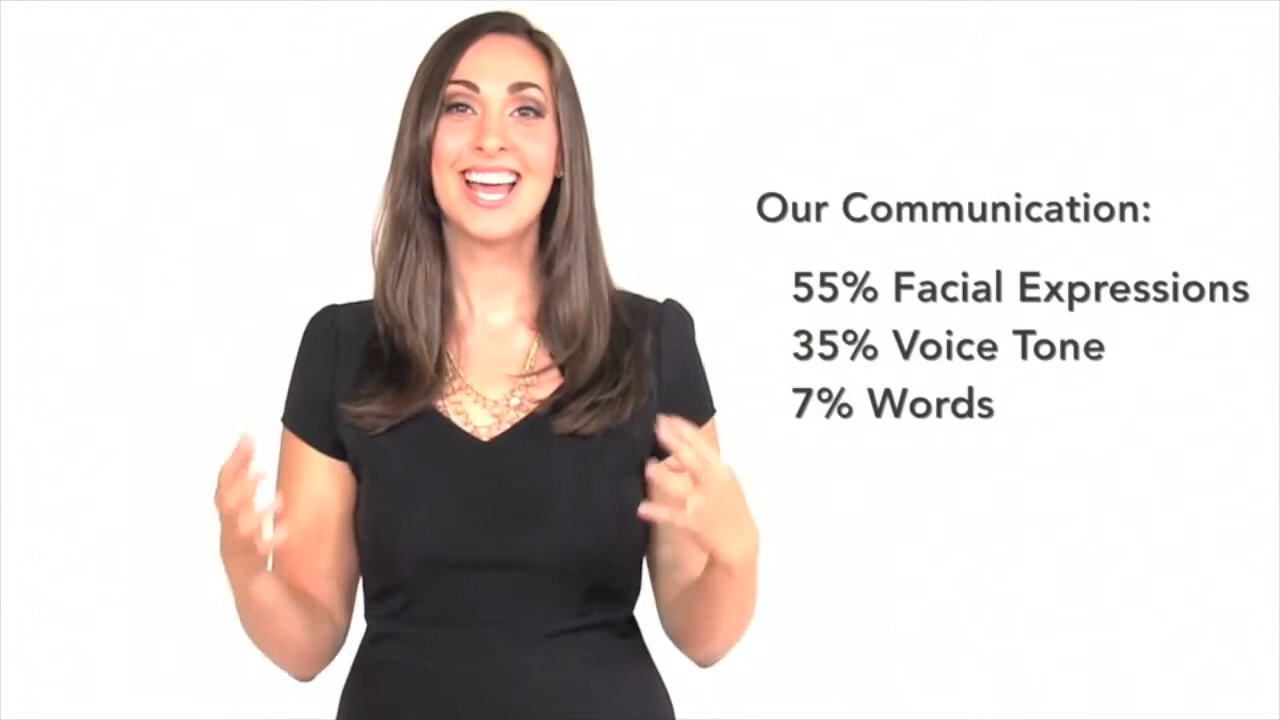 Our Communication:
55% Facial Expressions
35% Voice Tone
7% Words